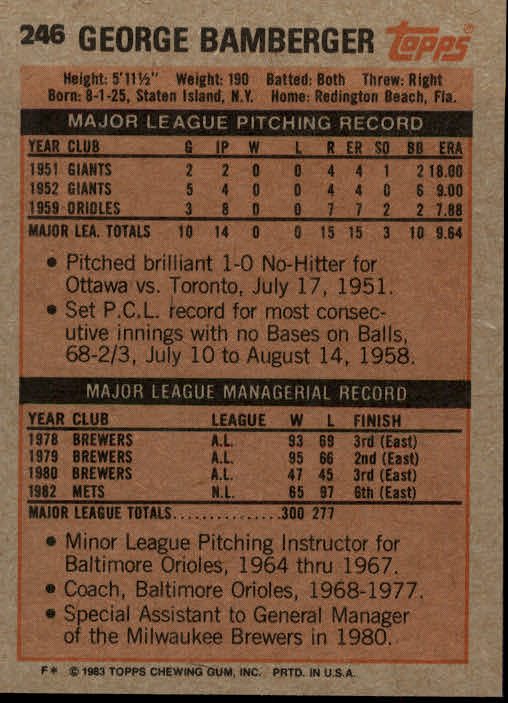 246 GEORGE BAMBERGER topps®
Height: 5'11½" Weight: 190 Batted: Both Throw: Right
Born: 8-1-25, Staten Island, N.Y. Home: Redington Beach, Fla.
MAJOR LEAGUE PITCHING RECORD
YEAR CLUB G IP W L R ER SO BB ERA
1951 GIANTS 2 2 0 0 4 4 1 2 18.00
1952 GIANTS 5 4 0 0 4 4 0 6 9.00
1959 ORIOLES 3 8 0 0 7 7 2 2 7.88
MAJOR LEA. TOTALS 10 14 0 0 15 15 3 10 9.64
• Pitched brilliant 1-0 No-Hitter for
Ottawa vs. Toronto, July 17, 1951.
• Set P.C.L. record for most consec-
utive innings with no Bases on Balls,
68-2/3, July 10 to August 14, 1958.
MAJOR LEAGUE MANAGERIAL RECORD
YEAR CLUB LEAGUE W L FINISH
1978 BREWERS A.L. 93 69 3rd (East)
1979 BREWERS A.L. 95 66 2nd (East)
1980 BREWERS A.L. 47 45 3rd (East)
1982 METS N.L. 65 97 6th (East)
MAJOR LEAGUE TOTALS...............300 277
• Minor League Pitching Instructor for
Baltimore Orioles, 1964 thru 1967.
• Coach, Baltimore Orioles, 1968-1977.
• Special Assistant to General Manager
of the Milwaukee Brewers in 1980.
F* © 1983 TOPPS CHEWING GUM, INC. PRTD. IN U.S.A.